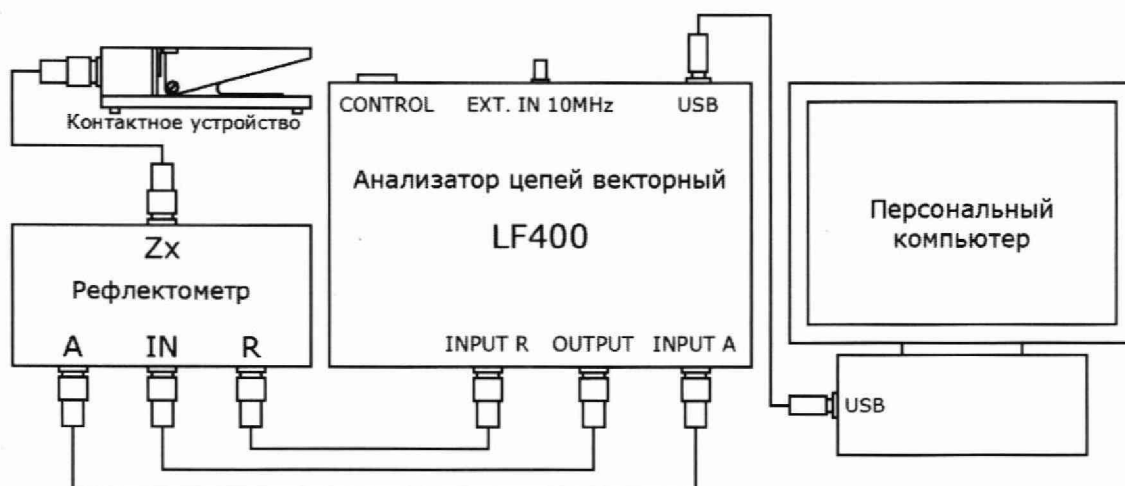 CONTROL
EXT. IN 10MHz
USB
Контактное устройство
Анализатор цепей векторный
LF400
Персональный
компьютер
Zx
Рефлектометр
A
IN
R
INPUT R
OUTPUT
INPUT A
USB